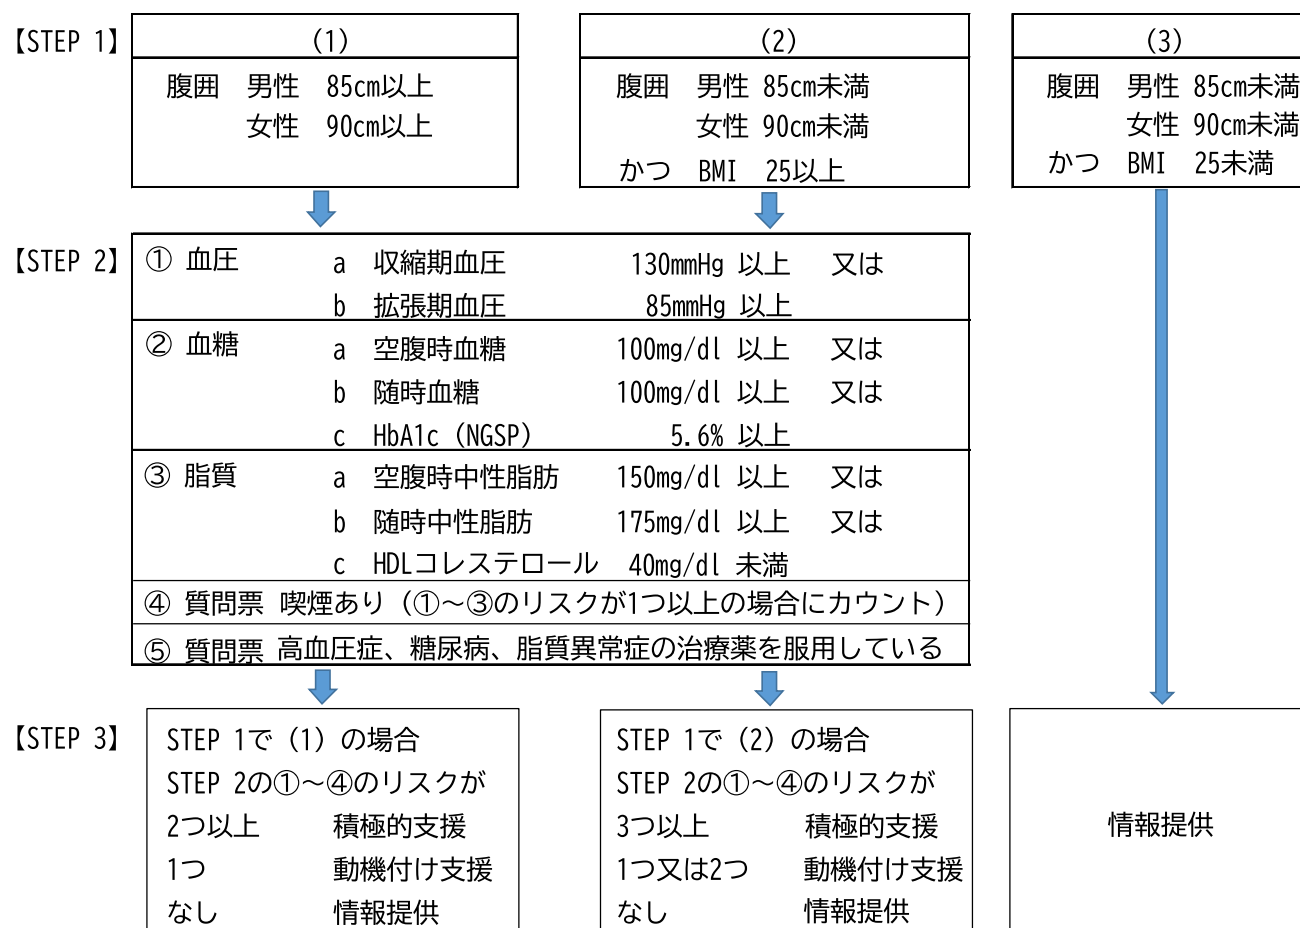 【STEP 1】
(1)
腹囲 男性 85cm以上
女性 90cm以上
(2)
腹囲 男性 85cm未満
女性 90cm未満
かつ BMI 25以上
(3)
腹囲 男性 85cm未満
女性 90cm未満
かつ BMI 25未満
【STEP 2】
① 血圧 a 収縮期血圧 130mmHg 以上 又は
b 拡張期血圧 85mmHg 以上
② 血糖 a 空腹時血糖 100mg/dl 以上 又は
b 随時血糖 100mg/dl 以上 又は
c HbA1c (NGSP) 5.6% 以上
③ 脂質 a 空腹時中性脂肪 150mg/dl 以上 又は
b 随時中性脂肪 175mg/dl 以上 又は
c HDLコレステロール 40mg/dl 未満
④ 質問票 喫煙あり（①～③のリスクが1つ以上の場合にカウント）
⑤ 質問票 高血圧症、糖尿病、脂質異常症の治療薬を服用している
【STEP 3】
STEP 1で（1）の場合
STEP 2の①～④のリスクが
2つ以上 積極的支援
1つ 動機付け支援
なし 情報提供
STEP 1で（2）の場合
STEP 2の①～④のリスクが
3つ以上 積極的支援
1つ又は2つ 動機付け支援
なし 情報提供
情報提供